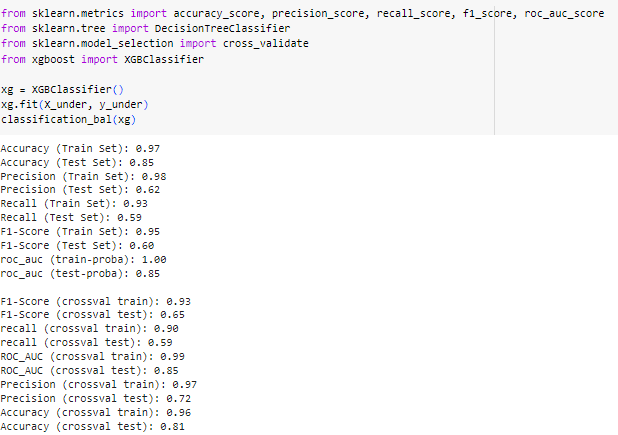 from sklearn.metrics import accuracy_score, precision_score, recall_score, f1_score, roc_auc_score
from sklearn.tree import DecisionTreeClassifier
from sklearn.model_selection import cross_validate
from xgboost import XGBClassifier
xg = XGBClassifier()
xg.fit(X_under, y_under)
classification_bal(xg)
Accuracy (Train Set): 0.97
Accuracy (Test Set): 0.85
Precision (Train Set): 0.98
Precision (Test Set): 0.62
Recall (Train Set): 0.93
Recall (Test Set): 0.59
F1-Score (Train Set): 0.95
F1-Score (Test Set): 0.60
roc_auc (train-proba): 1.00
roc_auc (test-proba): 0.85
F1-Score (crossval train): 0.93
F1-Score (crossval test): 0.65
recall (crossval train): 0.90
recall (crossval test): 0.59
ROC_AUC (crossval train): 0.99
ROC_AUC (crossval test): 0.85
Precision (crossval train): 0.97
Precision (crossval test): 0.72
Accuracy (crossval train): 0.96
Accuracy (crossval test): 0.81